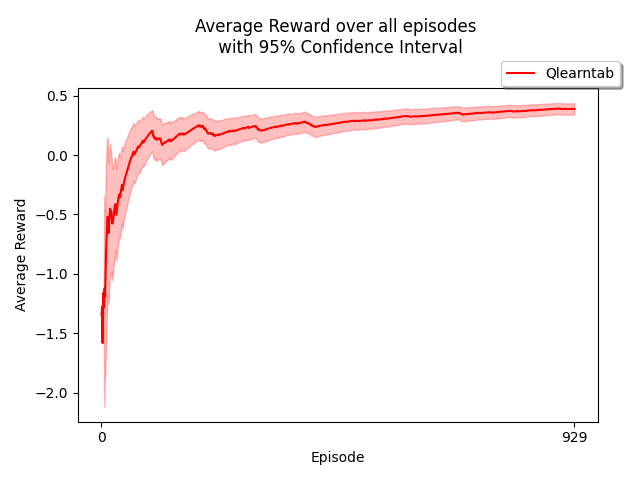 Average Reward over all episodes
with 95% Confidence Interval
Qlearntab
0.5
0.0
−0.5
−1.0
−1.5
−2.0
Average Reward
0
929
Episode